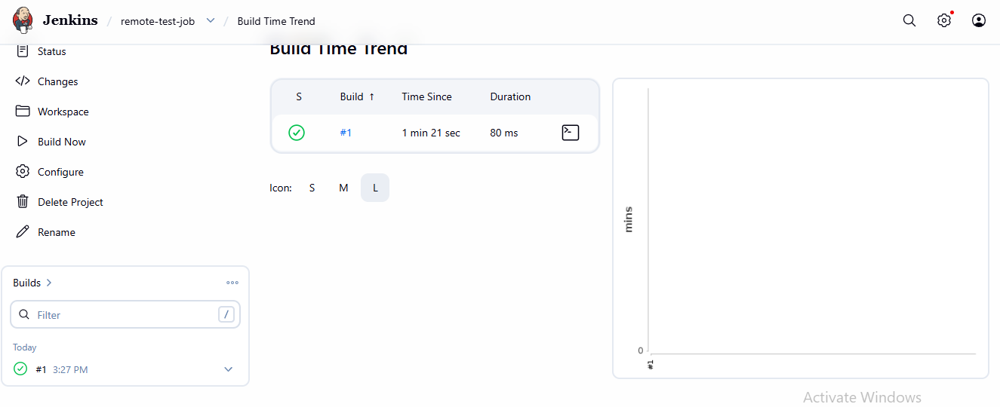 Jenkins / remote-test-job / Build Time Trend
Status
Changes
Workspace
Build Now
Configure
Delete Project
Rename
Builds
Filter /
Today
#1 3:27 PM
Build Time Trend
S Build ↑ Time Since Duration
#1 1 min 21 sec 80 ms
Icon: S M L
mins
0
#1
Activate Windows